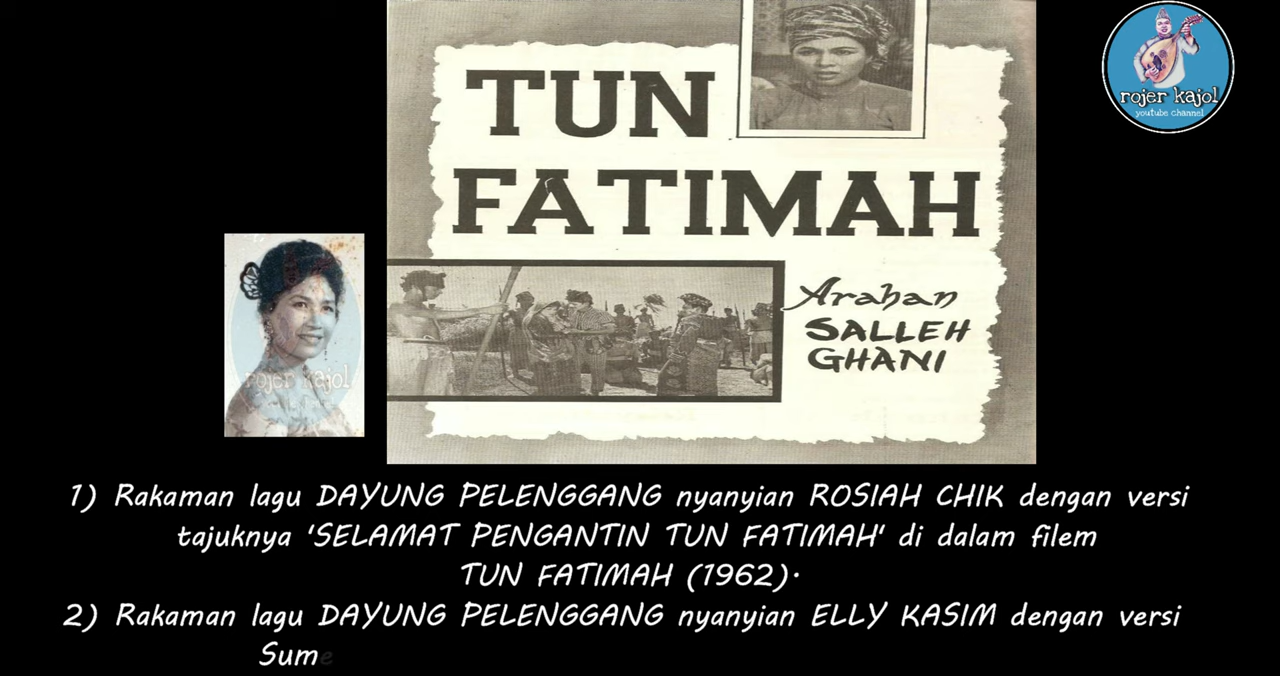 TUN
FATIMAH
Arahan
SALLEH
GHANI
rojer kajol
youtube channel
rojer kajol
1) Rakaman lagu DAYUNG PELENGGANG nyanyian ROSIAH CHIK dengan versi
tajuknya 'SELAMAT PENGANTIN TUN FATIMAH' di dalam filem
TUN FATIMAH (1962).
2) Rakaman lagu DAYUNG PELENGGANG nyanyian ELLY KASIM dengan versi
Sume